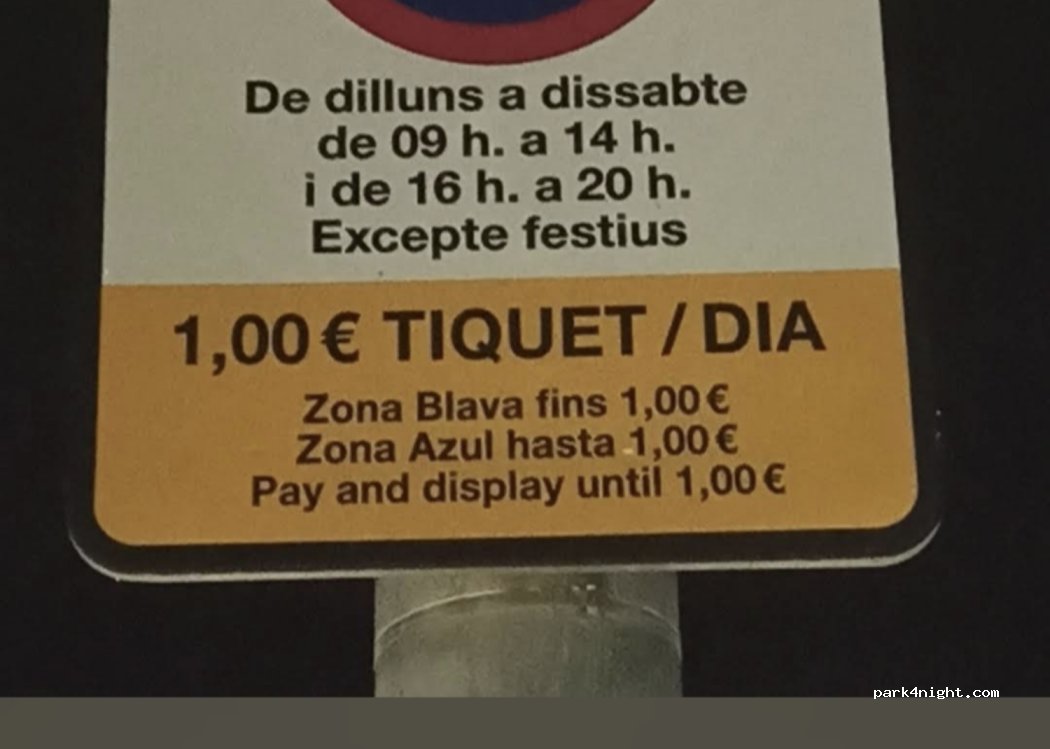 De dilluns a dissabte
de 09 h. a 14 h.
i de 16 h. a 20 h.
Excepte festius
1,00 € TIQUET / DIA
Zona Blava fins 1,00 €
Zona Azul hasta 1,00 €
Pay and display until 1,00 €
park4night.com